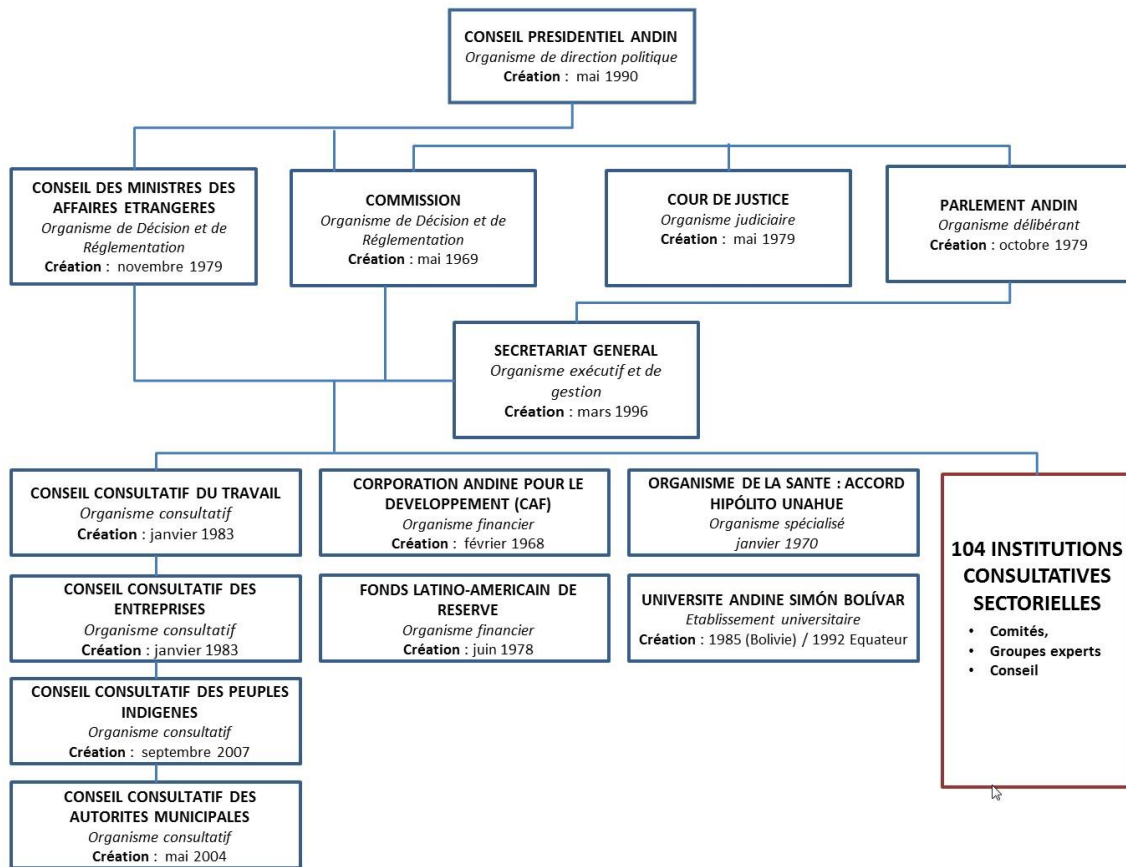 CONSEIL PRESIDENTIEL ANDIN
Organisme de direction politique
Création : mai 1990
CONSEIL DES MINISTRES DES
AFFAIRES ETRANGERES
Organisme de Décision et de
Réglementation
Création : novembre 1979
COMMISSION
Organisme de Décision et de
Réglementation
Création : mai 1969
COUR DE JUSTICE
Organisme judiciaire
Création : mai 1979
PARLEMENT ANDIN
Organisme délibérant
Création : octobre 1979
SECRETARIAT GENERAL
Organisme exécutif et de
gestion
Création : mars 1996
CONSEIL CONSULTATIF DU TRAVAIL
Organisme consultatif
Création : janvier 1983
CORPORATION ANDINE POUR LE
DEVELOPPEMENT (CAF)
Organisme financier
Création : février 1968
ORGANISME DE LA SANTE : ACCORD
HIPÓLITO UNAHUE
Organisme spécialisé
janvier 1970
104 INSTITUTIONS
CONSULTATIVES
SECTORIELLES
• Comités,
• Groupes experts
• Conseil
CONSEIL CONSULTATIF DES
ENTREPRISES
Organisme consultatif
Création : janvier 1983
FONDS LATINO-AMERICAIN DE
RESERVE
Organisme financier
Création : juin 1978
UNIVERSITE ANDINE SIMÓN BOLÍVAR
Etablissement universitaire
Création : 1985 (Bolivie) / 1992 Equateur
CONSEIL CONSULTATIF DES PEUPLES
INDIGENES
Organisme consultatif
Création : septembre 2007
CONSEIL CONSULTATIF DES
AUTORITES MUNICIPALES
Organisme consultatif
Création : mai 2004